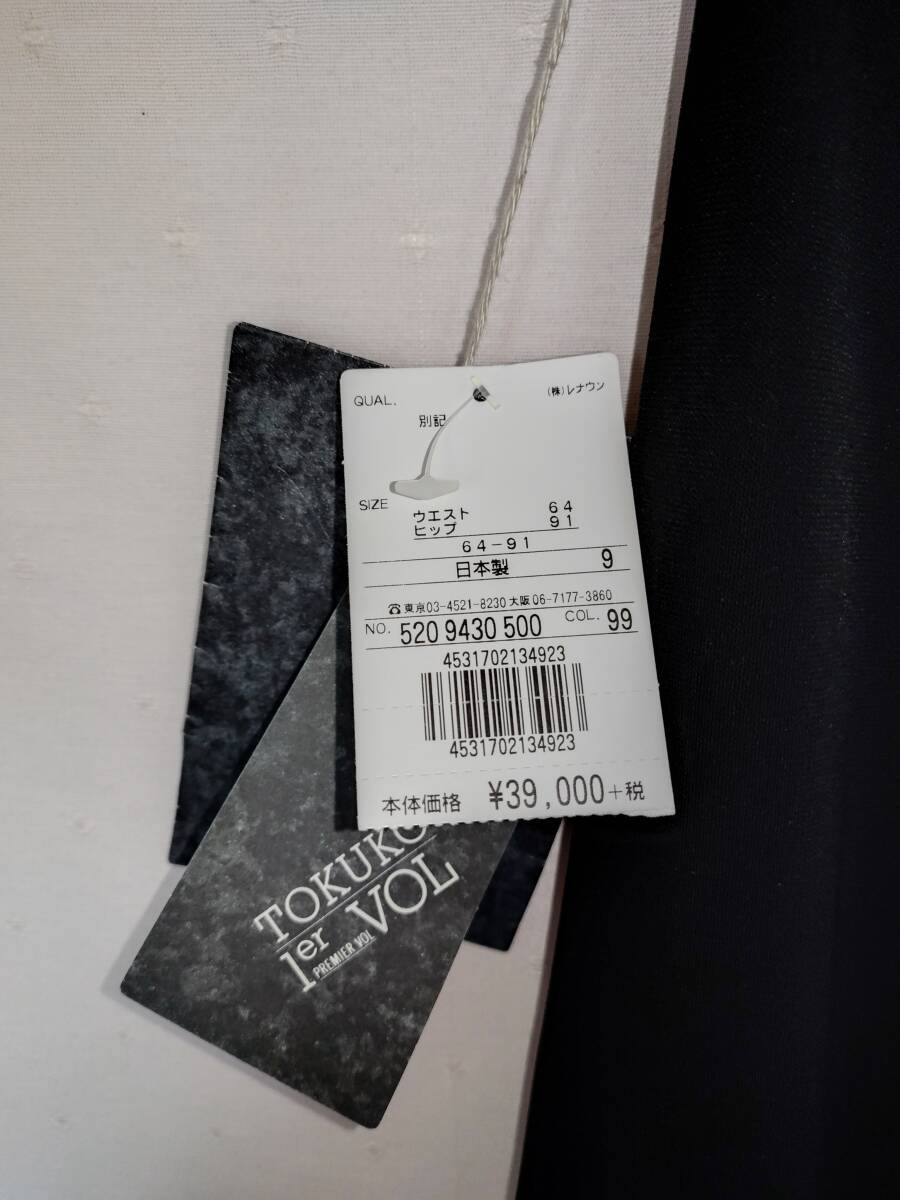 QUAL.
(株)レナウン
別記
SIZE
ウエスト 64
ヒップ 91
64-91
日本製 9
☎東京03-4521-8230 大阪06-7177-3860
NO. 520 9430 500 COL. 99
4531702134923
4531702134923
本体価格 ¥39,000+税
TOKUKO
1er VOL
PREMIER VOL